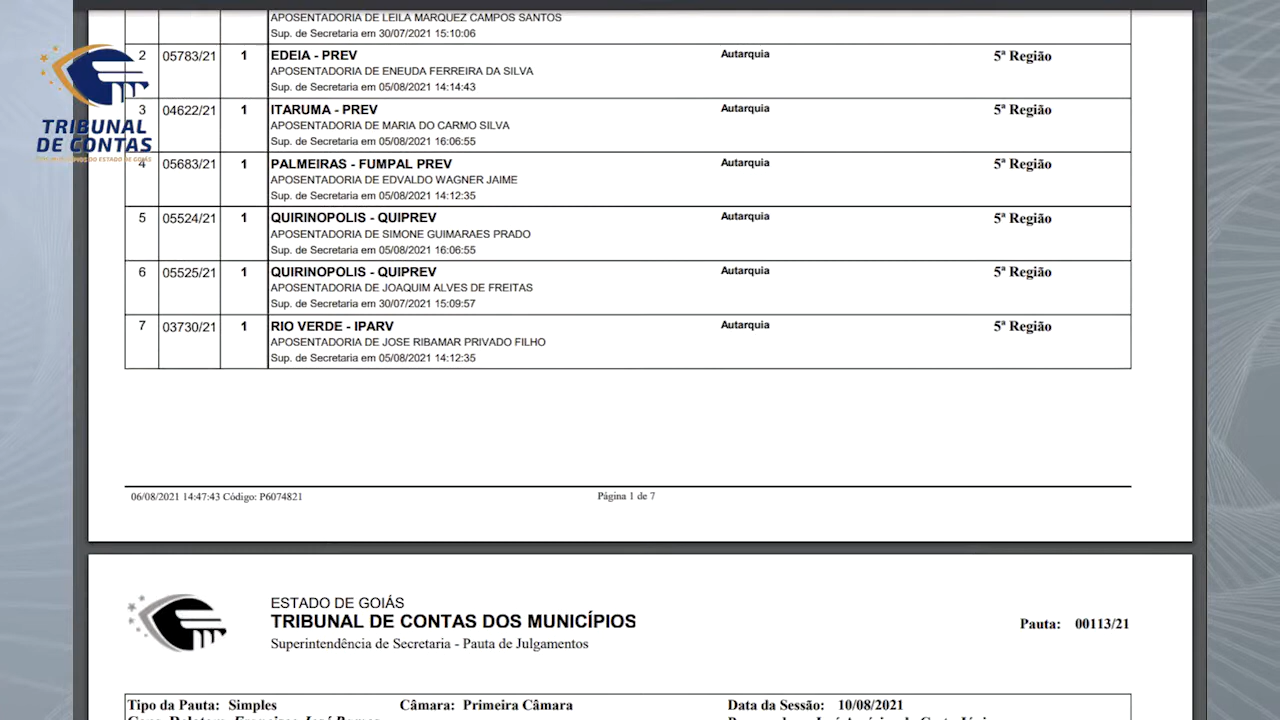 APOSENTADORIA DE LEILA MARQUEZ CAMPOS SANTOS
Sup. de Secretaria em 30/07/2021 15:10:06
2 05783/21 1 EDEIA - PREV Autarquia 5ª Região
APOSENTADORIA DE ENEUDA FERREIRA DA SILVA
Sup. de Secretaria em 05/08/2021 14:14:43
3 04622/21 1 ITARUMA - PREV Autarquia 5ª Região
APOSENTADORIA DE MARIA DO CARMO SILVA
Sup. de Secretaria em 05/08/2021 16:06:55
4 05683/21 1 PALMEIRAS - FUMPAL PREV Autarquia 5ª Região
APOSENTADORIA DE EDVALDO WAGNER JAIME
Sup. de Secretaria em 05/08/2021 14:12:35
5 05524/21 1 QUIRINOPOLIS - QUIPREV Autarquia 5ª Região
APOSENTADORIA DE SIMONE GUIMARAES PRADO
Sup. de Secretaria em 05/08/2021 16:06:55
6 05525/21 1 QUIRINOPOLIS - QUIPREV Autarquia 5ª Região
APOSENTADORIA DE JOAQUIM ALVES DE FREITAS
Sup. de Secretaria em 30/07/2021 15:09:57
7 03730/21 1 RIO VERDE - IPARV Autarquia 5ª Região
APOSENTADORIA DE JOSE RIBAMAR PRIVADO FILHO
Sup. de Secretaria em 05/08/2021 14:12:35
TRIBUNAL
DE CONTAS
06/08/2021 14:47:43 Código: P6074821 Página 1 de 7
ESTADO DE GOIÁS
TRIBUNAL DE CONTAS DOS MUNICÍPIOS
Pauta: 00113/21
Superintendência de Secretaria - Pauta de Julgamentos
Tipo da Pauta: Simples Câmara: Primeira Câmara Data da Sessão: 10/08/2021